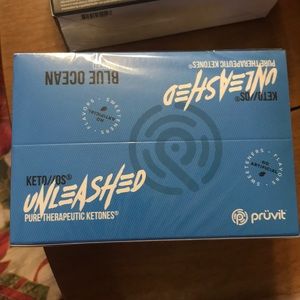 BLUE OCEAN
KETO//OS®
UNLEASHED
PURE THERAPEUTIC KETONES®
SWEETENERS • FLAVORS •
NO ARTIFICIAL
KETO//OS®
UNLEASHED
PURE THERAPEUTIC KETONES®
SWEETENERS • FLAVORS •
NO ARTIFICIAL
prüvit